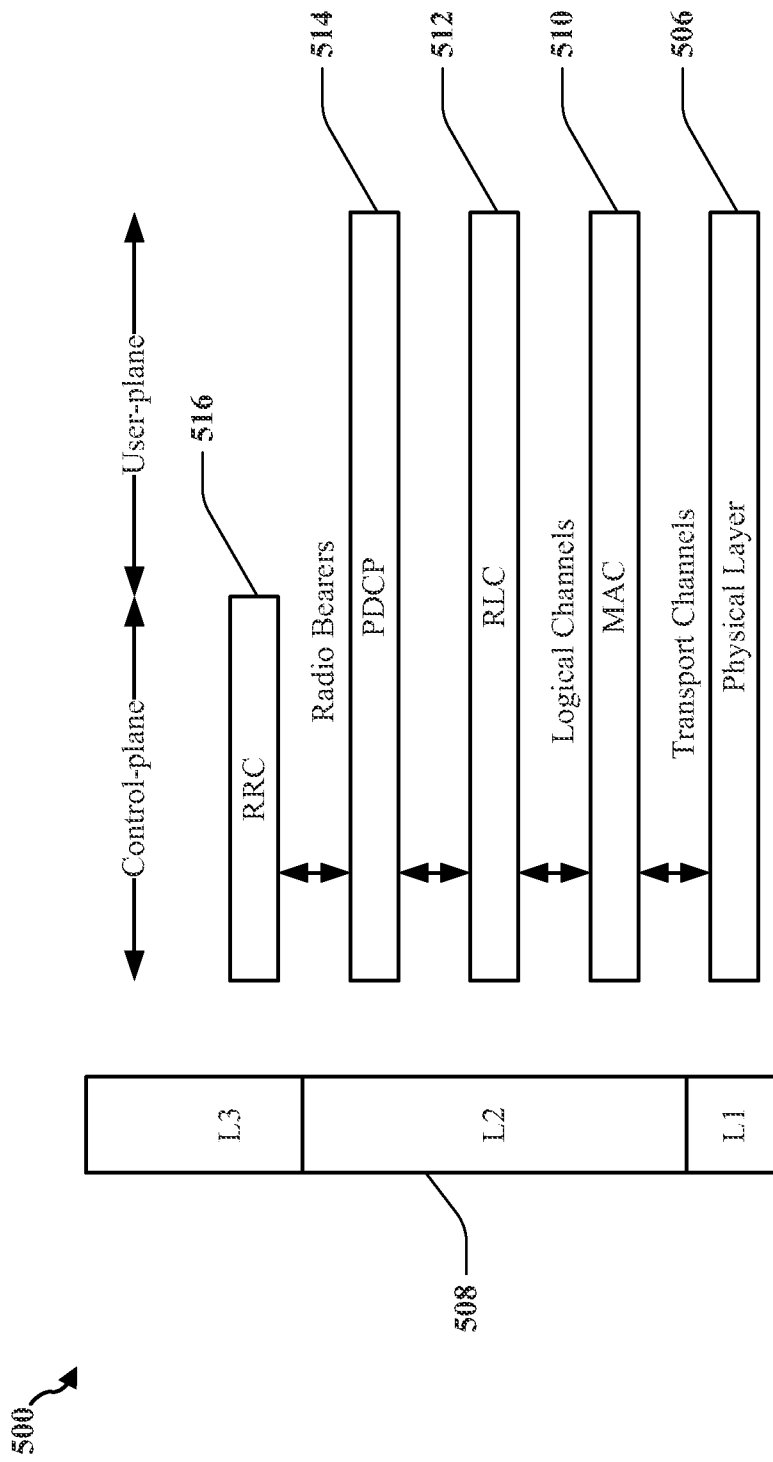 500
Control-plane
User-plane
L3
RRC
516
Radio Bearers
PDCP
514
508
L2
RLC
512
Logical Channels
MAC
510
Transport Channels
L1
Physical Layer
506